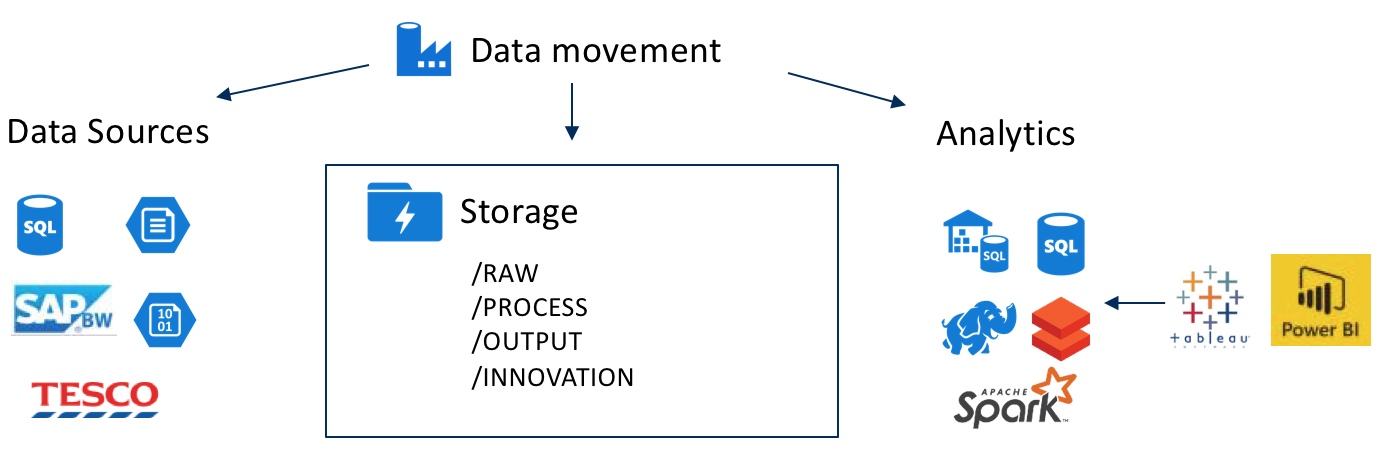 Data movement
Data Sources
Analytics
SQL
Storage
SQL
SQL
/RAW
/PROCESS
/OUTPUT
/INNOVATION
SAP BW
10
01
TESCO
APACHE
Spark
+ a b l e a u
SOFTWARE
Power BI